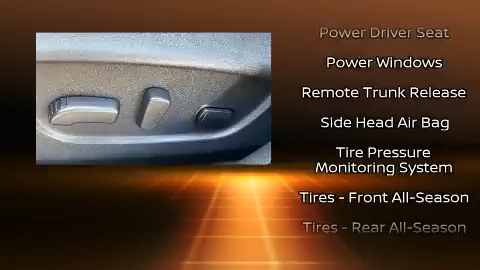 Power Driver Seat
Power Windows
Remote Trunk Release
Side Head Air Bag
Tire Pressure
Monitoring System
Tires - Front All-Season
Tires - Rear All-Season